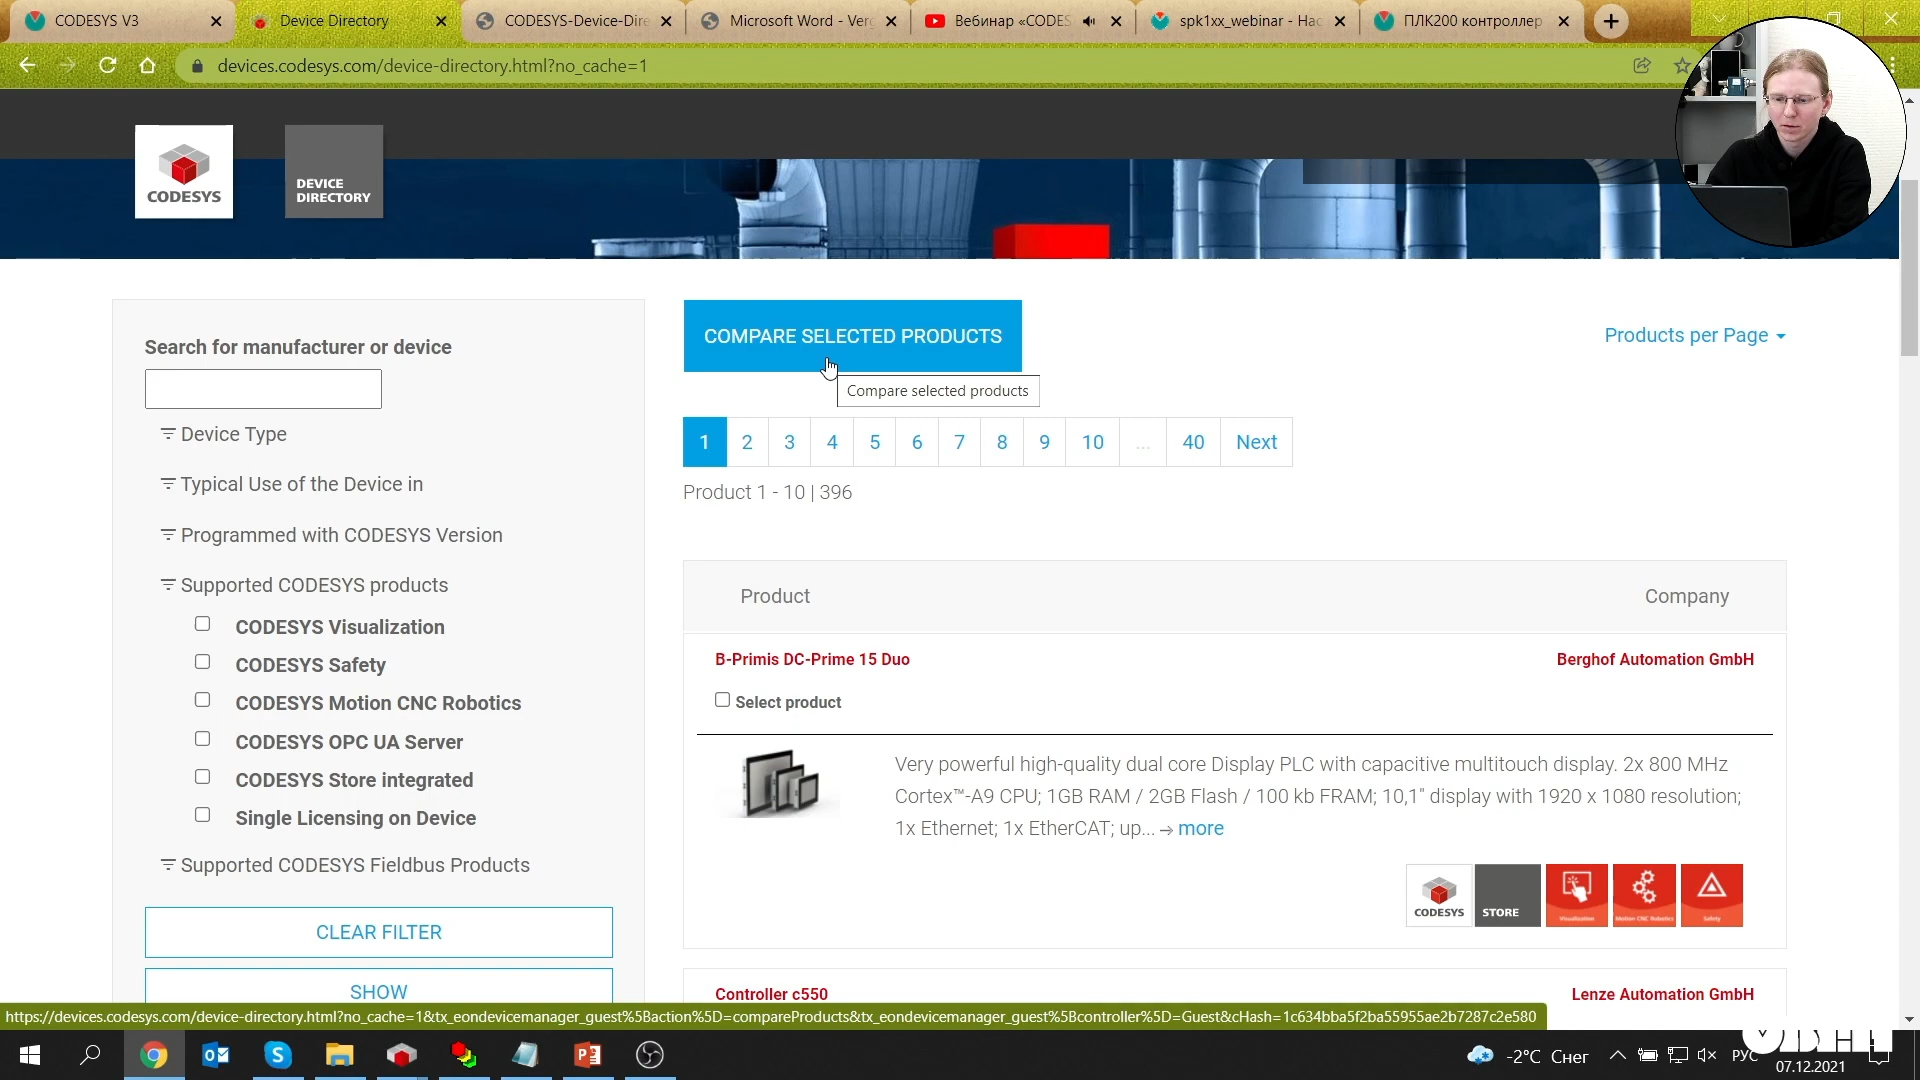 CODESYS V3
Device Directory
CODESYS-Device-Dire
Microsoft Word - Verg
Вебинар «CODES
spk1xx_webinar - Нас
ПЛК200 контроллер
devices.codesys.com/device-directory.html?no_cache=1
CODESYS
DEVICE
DIRECTORY
Search for manufacturer or device
Device Type
Typical Use of the Device in
Programmed with CODESYS Version
Supported CODESYS products
CODESYS Visualization
CODESYS Safety
CODESYS Motion CNC Robotics
CODESYS OPC UA Server
CODESYS Store integrated
Single Licensing on Device
Supported CODESYS Fieldbus Products
CLEAR FILTER
SHOW
COMPARE SELECTED PRODUCTS
Products per Page
Compare selected products
1 2 3 4 5 6 7 8 9 10 ... 40 Next
Product 1 - 10 | 396
Product Company
B-Primis DC-Prime 15 Duo Berghof Automation GmbH
Select product
Very powerful high-quality dual core Display PLC with capacitive multitouch display. 2x 800 MHz
Cortex™-A9 CPU; 1GB RAM / 2GB Flash / 100 kb FRAM; 10,1" display with 1920 x 1080 resolution;
1x Ethernet; 1x EtherCAT; up... → more
CODESYS STORE Visualization Motion CNC Robotics Safety
Controller c550 Lenze Automation GmbH
https://devices.codesys.com/device-directory.html?no_cache=1&tx_eondevicemanager_guest%5Baction%5D=compareProducts&tx_eondevicemanager_guest%5Bcontroller%5D=Guest&cHash=1c634bba5f2ba55955ae2b7287c2e580
-2°C Снег
РУС
07.12.2021